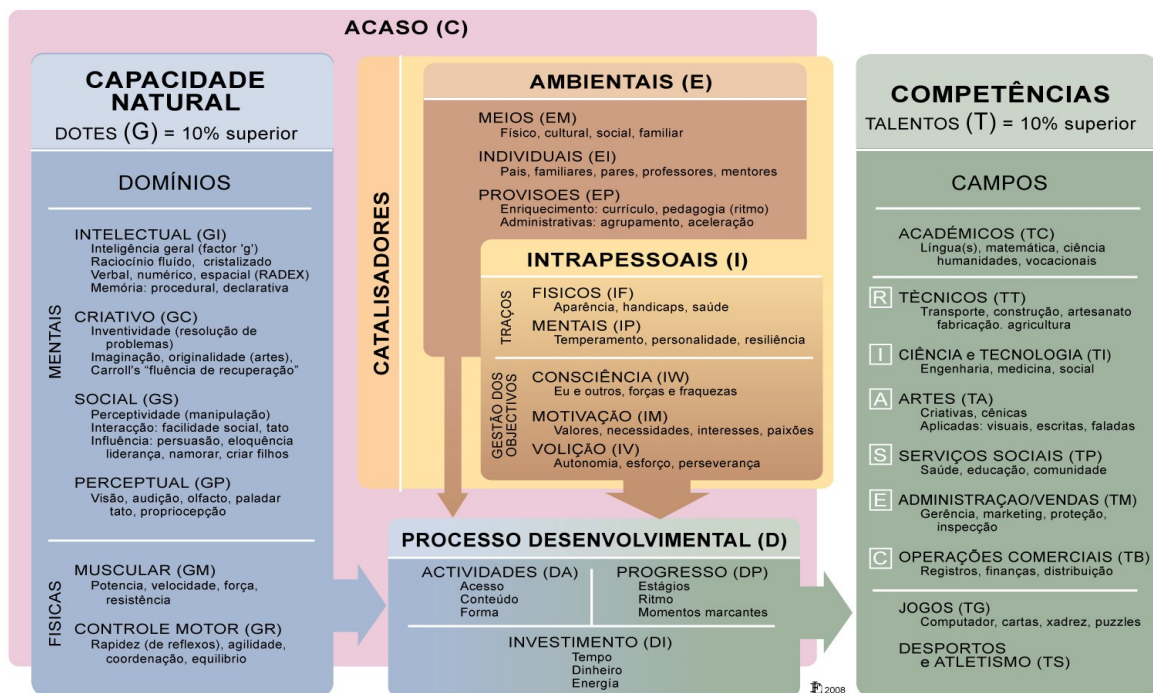 ACASO (C)
CAPACIDADE
NATURAL
DOTES (G) = 10% superior
DOMÍNIOS
MENTAIS
INTELECTUAL (GI)
Inteligência geral (factor 'g')
Raciocínio fluído, cristalizado
Verbal, numérico, espacial (RADEX)
Memória: procedural, declarativa
CRIATIVO (GC)
Inventividade (resolução de
problemas)
Imaginação, originalidade (artes),
Carroll's “fluência de recuperação”
SOCIAL (GS)
Perceptividade (manipulação)
Interacção: facilidade social, tato
Influência: persuasão, eloquência
liderança, namorar, criar filhos
PERCEPTUAL (GP)
Visão, audição, olfacto, paladar
tato, propriocepção
FISICAS
MUSCULAR (GM)
Potencia, velocidade, força,
resistência
CONTROLE MOTOR (GR)
Rapidez (de reflexos), agilidade,
coordenação, equilibrio
CATALISADORES
AMBIENTAIS (E)
MEIOS (EM)
Físico, cultural, social, familiar
INDIVIDUAIS (EI)
Pais, familiares, pares, professores, mentores
PROVISOES (EP)
Enriquecimento: currículo, pedagogia (ritmo)
Administrativas: agrupamento, aceleração
INTRAPESSOAIS (I)
TRAÇOS
FISICOS (IF)
Aparência, handicaps, saúde
MENTAIS (IP)
Temperamento, personalidade, resiliência
GESTÃO DOS
OBJECTIVOS
CONSCIÊNCIA (IW)
Eu e outros, forças e fraquezas
MOTIVAÇÃO (IM)
Valores, necessidades, interesses, paixões
VOLIÇÃO (IV)
Autonomia, esforço, perseverança
PROCESSO DESENVOLVIMENTAL (D)
ACTIVIDADES (DA)
Acesso
Conteúdo
Forma
PROGRESSO (DP)
Estágios
Ritmo
Momentos marcantes
INVESTIMENTO (DI)
Tempo
Dinheiro
Energía
2008
COMPETÊNCIAS
TALENTOS (T) = 10% superior
CAMPOS
ACADÉMICOS (TC)
Língua(s), matemática, ciência
humanidades, vocacionais
R TÈCNICOS (TT)
Transporte, construção, artesanato
fabricação. agricultura
I CIÊNCIA e TECNOLOGIA (TI)
Engenharia, medicina, social
A ARTES (TA)
Criativas, cênicas
Aplicadas: visuais, escritas, faladas
S SERVIÇOS SOCIAIS (TP)
Saúde, educação, comunidade
E ADMINISTRAÇAO/VENDAS (TM)
Gerência, marketing, proteção,
inspecção
C OPERAÇÕES COMERCIAIS (TB)
Registros, finanças, distribuição
JOGOS (TG)
Computador, cartas, xadrez, puzzles
DESPORTOS
e ATLETISMO (TS)